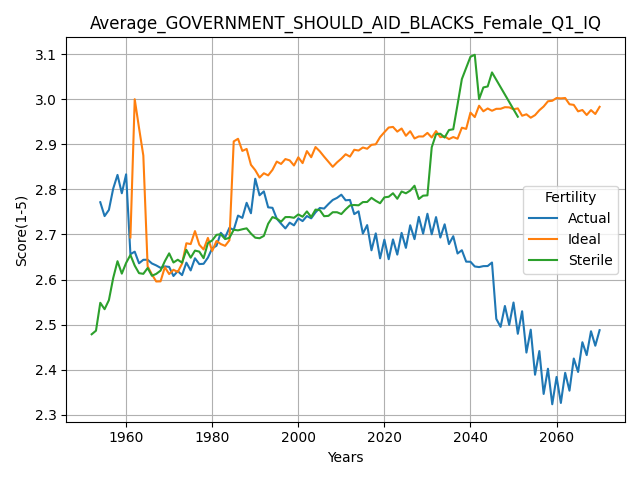 Average_GOVERNMENT_SHOULD_AID_BLACKS_Female_Q1_IQ
3.1
3.0
2.9
2.8
2.7
2.6
2.5
2.4
2.3
Score(1-5)
Fertility
Actual
Ideal
Sterile
1960 1980 2000 2020 2040 2060
Years